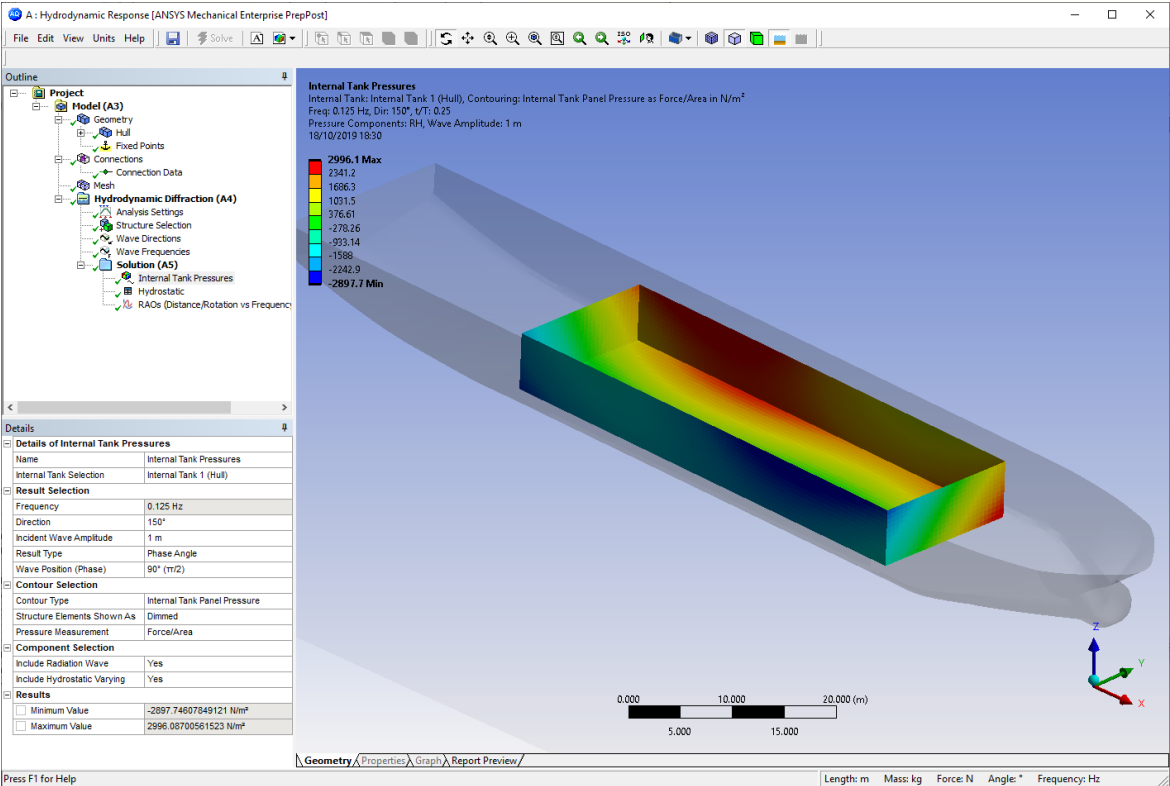 A : Hydrodynamic Response [ANSYS Mechanical Enterprise PrepPost]
File Edit View Units Help Solve
Outline
Project
Model (A3)
Geometry
Hull
Fixed Points
Connections
Connection Data
Mesh
Hydrodynamic Diffraction (A4)
Analysis Settings
Structure Selection
Wave Directions
Wave Frequencies
Solution (A5)
Internal Tank Pressures
Hydrostatic
RAOs (Distance/Rotation vs Frequency
Details
Details of Internal Tank Pressures
Name Internal Tank Pressures
Internal Tank Selection Internal Tank 1 (Hull)
Result Selection
Frequency 0.125 Hz
Direction 150°
Incident Wave Amplitude 1 m
Result Type Phase Angle
Wave Position (Phase) 90° (π/2)
Contour Selection
Contour Type Internal Tank Panel Pressure
Structure Elements Shown As Dimmed
Pressure Measurement Force/Area
Component Selection
Include Radiation Wave Yes
Include Hydrostatic Varying Yes
Results
Minimum Value -2897.74607849121 N/m²
Maximum Value 2996.08700561523 N/m²
Internal Tank Pressures
Internal Tank: Internal Tank 1 (Hull), Contouring: Internal Tank Panel Pressure as Force/Area in N/m²
Freq: 0.125 Hz, Dir: 150°, t/T: 0.25
Pressure Components: RH, Wave Amplitude: 1 m
18/10/2019 18:30
2996.1 Max
2341.2
1686.3
1031.5
376.61
-278.26
-933.14
-1588
-2242.9
-2897.7 Min
0.000 10.000 20.000 (m)
5.000 15.000
Z
Y
X
Geometry Properties Graph Report Preview
Press F1 for Help
Length: m Mass: kg Force: N Angle: ° Frequency: Hz